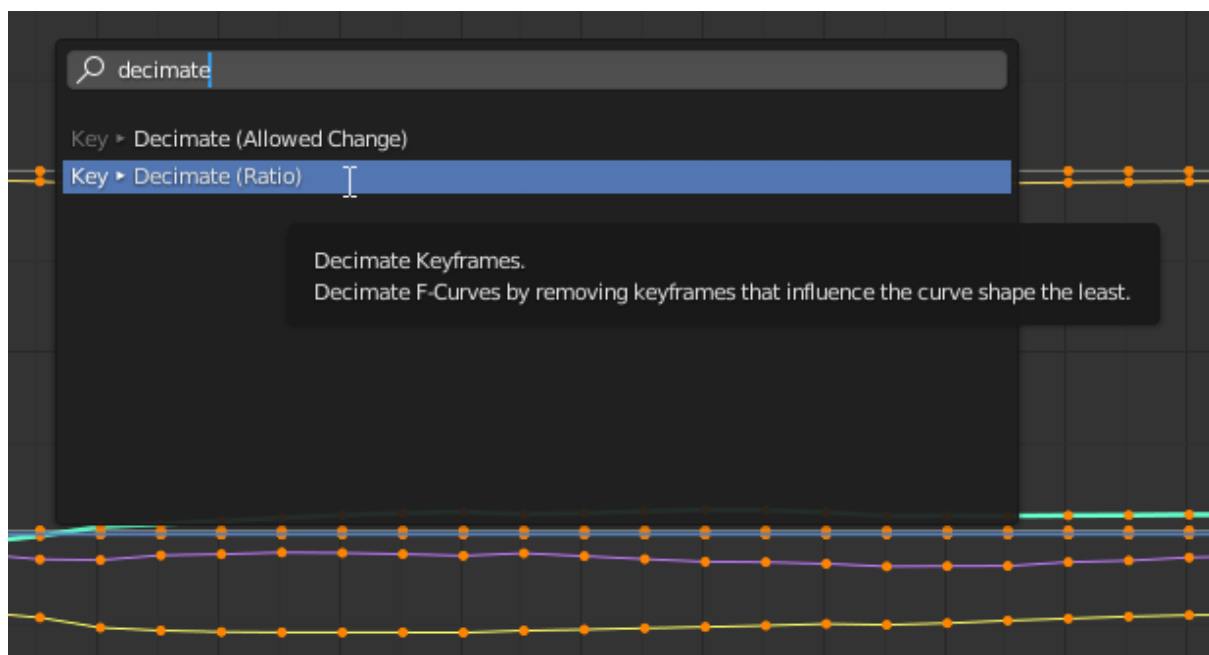 decimate
Key ▸ Decimate (Allowed Change)
Key ▸ Decimate (Ratio)
Decimate Keyframes.
Decimate F-Curves by removing keyframes that influence the curve shape the least.